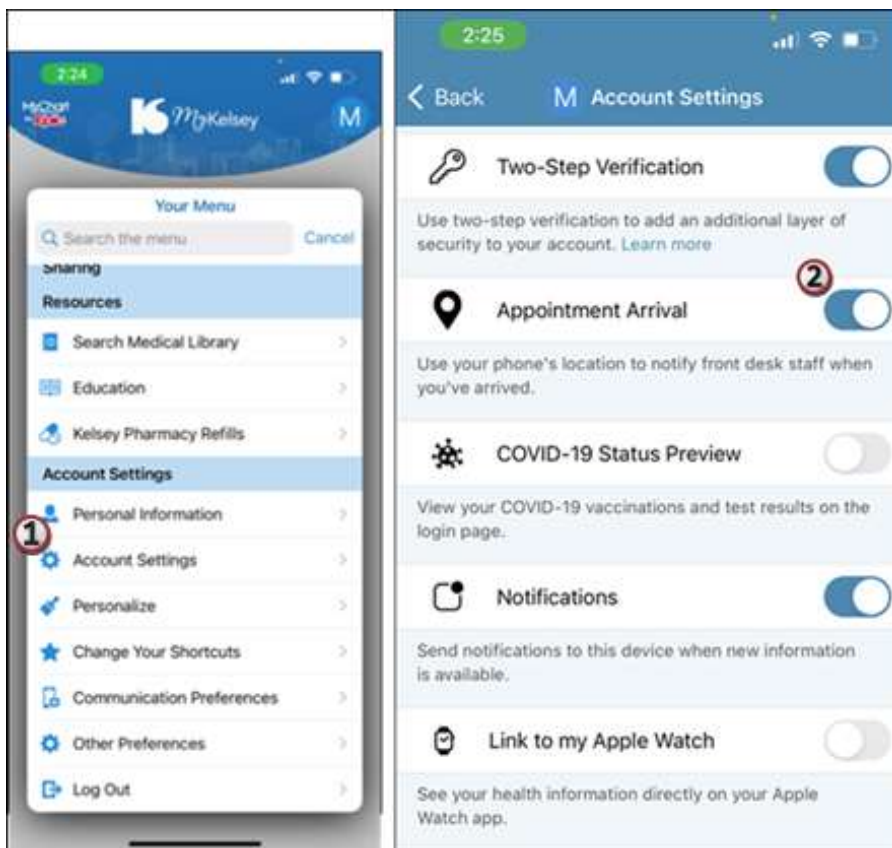 2:24
MyChart
by Epic
MyKelsey
M
Your Menu
Search the menu
Cancel
Sharing
Resources
Search Medical Library
Education
Kelsey Pharmacy Refills
Account Settings
Personal Information
1
Account Settings
Personalize
Change Your Shortcuts
Communication Preferences
Other Preferences
Log Out
2:25
Back
M Account Settings
Two-Step Verification
Use two-step verification to add an additional layer of
security to your account. Learn more
2
Appointment Arrival
Use your phone's location to notify front desk staff when
you've arrived.
COVID-19 Status Preview
View your COVID-19 vaccinations and test results on the
login page.
Notifications
Send notifications to this device when new information
is available.
Link to my Apple Watch
See your health information directly on your Apple
Watch app.